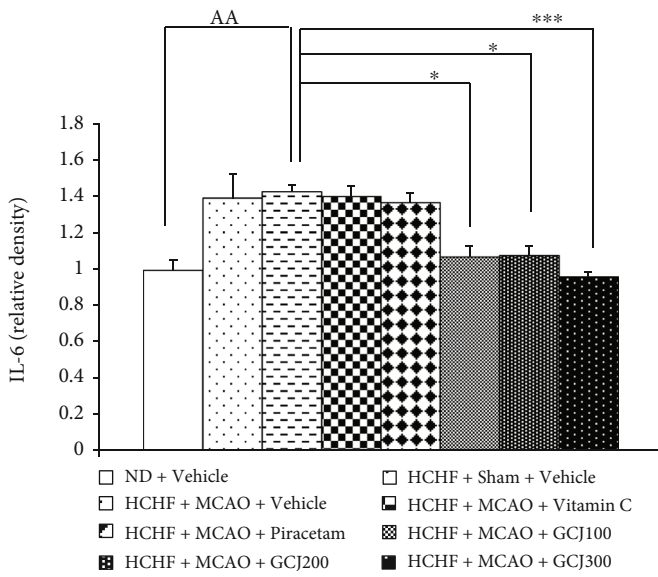 AA
***
*
*
1.8
1.6
1.4
1.2
1
0.8
0.6
0.4
0.2
0
IL-6 (relative density)
ND + Vehicle
HCHF + Sham + Vehicle
HCHF + MCAO + Vehicle
HCHF + MCAO + Vitamin C
HCHF + MCAO + Piracetam
HCHF + MCAO + GCJ100
HCHF + MCAO + GCJ200
HCHF + MCAO + GCJ300